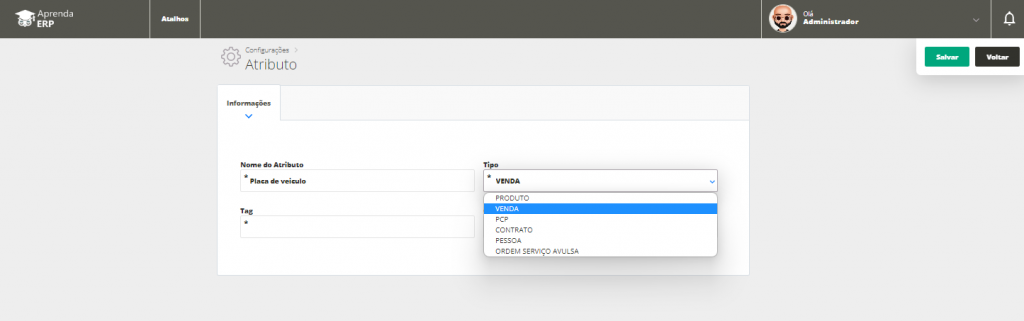 Aprenda
ERP
Atalhos
Olá
Administrador
Configurações >
Atributo
Salvar
Voltar
Informações
Nome do Atributo
* Placa de veículo
Tipo
* VENDA
PRODUTO
VENDA
PCP
CONTRATO
PESSOA
ORDEM SERVIÇO AVULSA
Tag
*